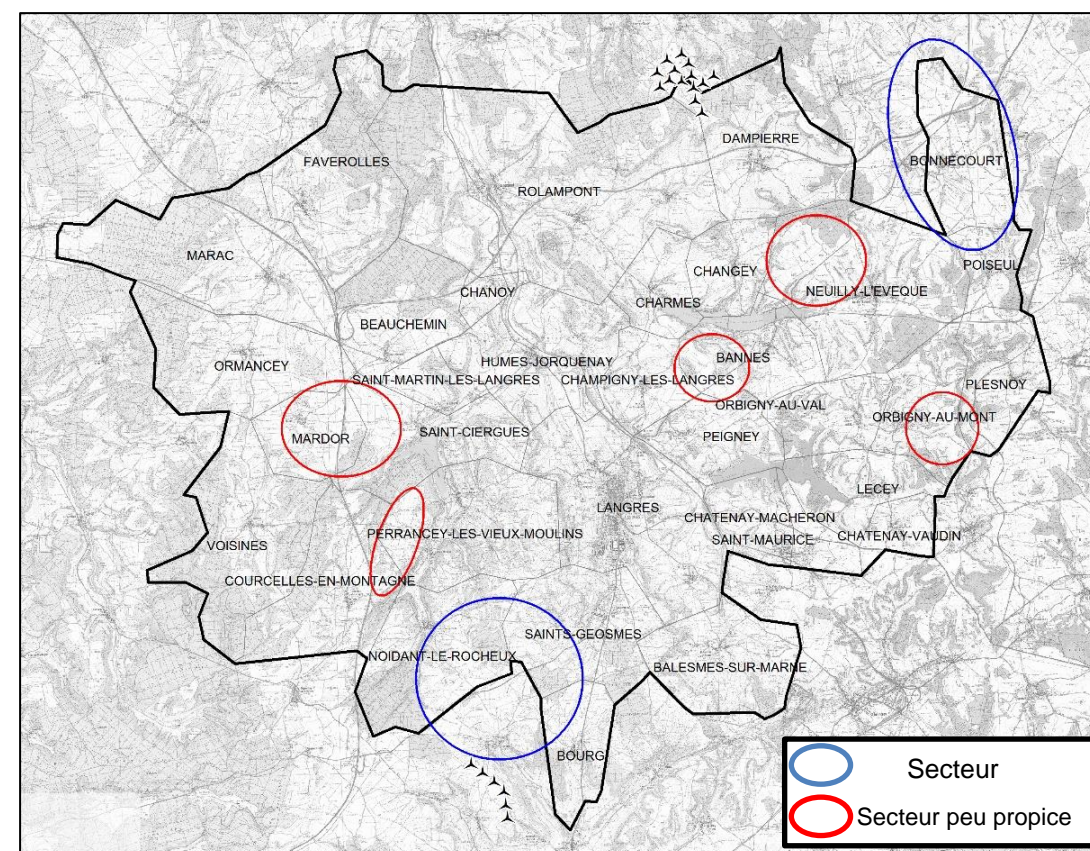 DAMPIERRE
BONNECOURT
FAVEROLLES
ROLAMPONT
MARAC
POISEUL
CHANGEY
CHANOY
NEUILLY-L'EVEQUE
CHARMES
BEAUCHEMIN
BANNES
HUMES-JORQUENAY
ORMANCEY
SAINT-MARTIN-LES-LANGRES
CHAMPIGNY-LES-LANGRES
PLESNOY
ORBIGNY-AU-VAL
ORBIGNY-AU-MONT
SAINT-CIERGUES
PEIGNEY
MARDOR
LECEY
LANGRES
CHATENAY-MACHERON
PERRANCEY-LES-VIEUX-MOULINS
CHATENAY-VAUDIN
SAINT-MAURICE
VOISINES
COURCELLES-EN-MONTAGNE
SAINTS-GEOSMES
NOIDANT-LE-ROCHEUX
BALESMES-SUR-MARNE
BOURG
Secteur
Secteur peu propice